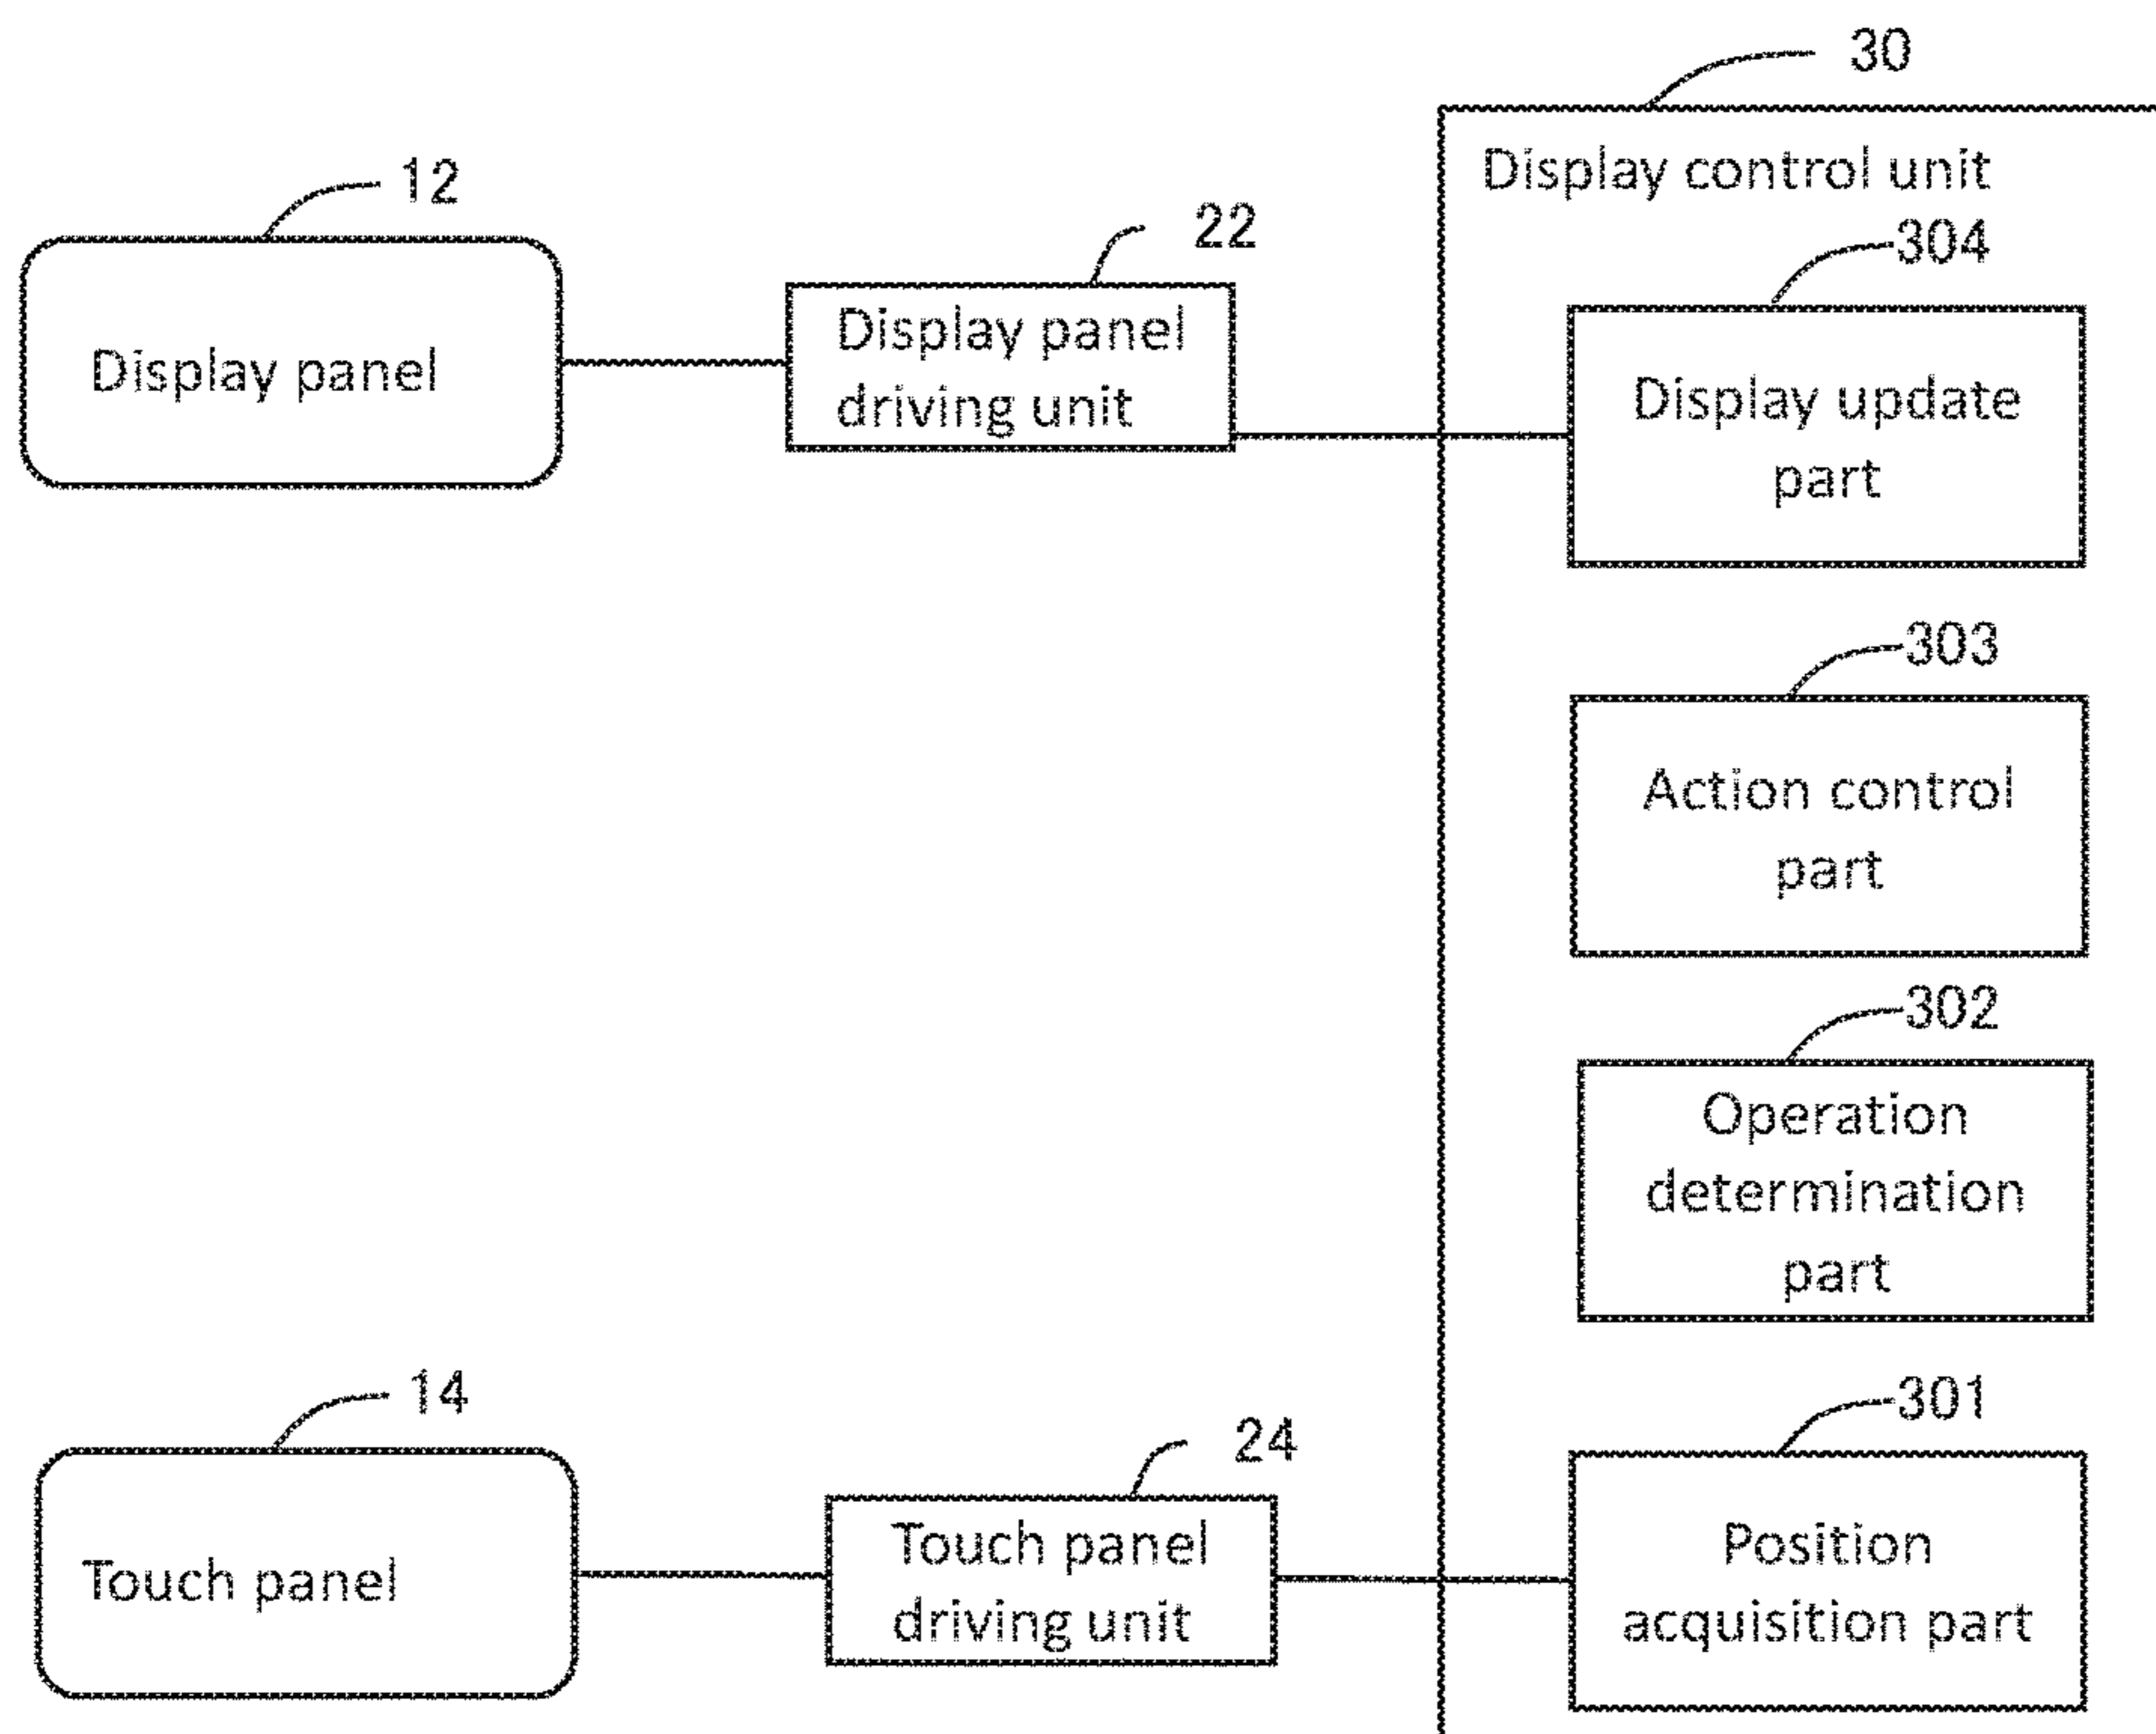 30
Display control unit
12
22
304
Display panel
Display panel
driving unit
Display update
part
303
Action control
part
302
Operation
determination
part
14
24
301
Touch panel
Touch panel
driving unit
Position
acquisition part